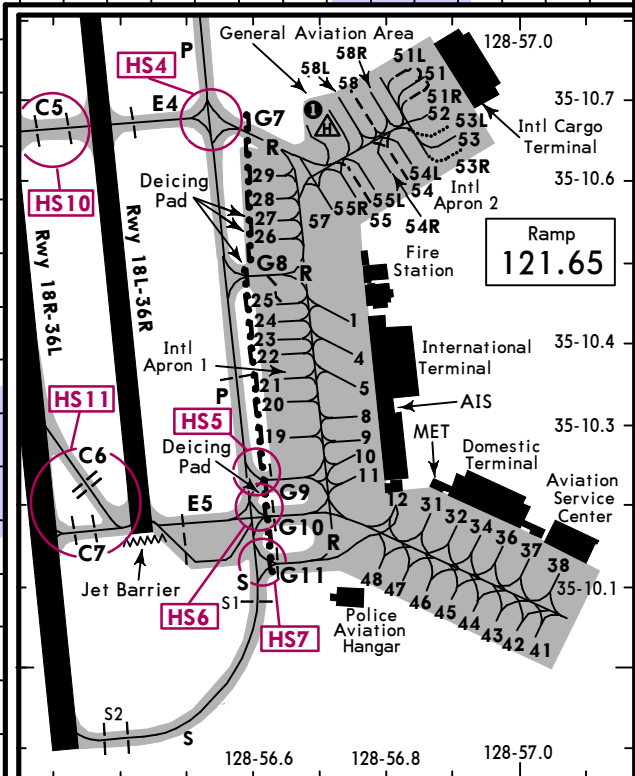 General Aviation Area
128-57.0
P
HS4
58L
58
58R
51L
51
51R
52
53L
53
53R
C5
E4
G7
1
H
35-10.7
Intl Cargo
Terminal
R
HS10
Deicing
Pad
29
28
27
26
57
55R
55
55L
54R
54
54L
Intl
Apron 2
35-10.6
Ramp
121.65
Fire
Station
G8
R
Rwy 18R-36L
Rwy 18L-36R
25
24
23
22
21
20
19
1
4
5
8
9
10
11
Intl
Apron 1
P
International
Terminal
35-10.4
AIS
HS11
HS5
35-10.3
C6
Deicing
Pad
MET
Domestic
Terminal
Aviation
Service
Center
G9
E5
G10
C7
12
31
32
34
36
37
38
R
Jet Barrier
S
G11
35-10.1
S1
HS6
HS7
48
47
46
45
44
43
42
41
Police
Aviation
Hangar
S2
S
128-56.6
128-56.8
128-57.0